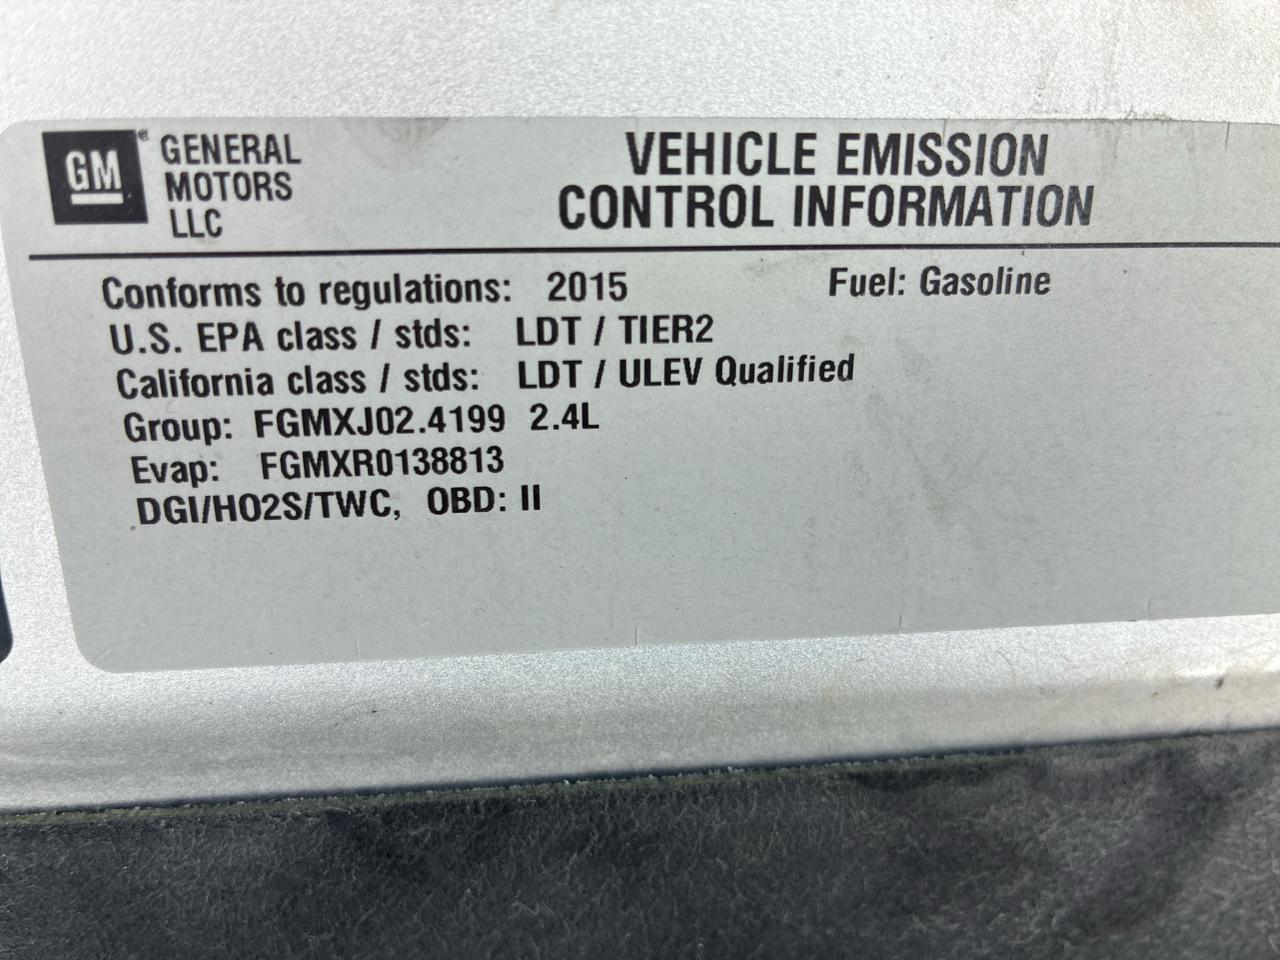 GM® GENERAL
MOTORS
LLC
VEHICLE EMISSION
CONTROL INFORMATION
Conforms to regulations: 2015 Fuel: Gasoline
U.S. EPA class / stds: LDT / TIER2
California class / stds: LDT / ULEV Qualified
Group: FGMXJ02.4199 2.4L
Evap: FGMXR0138813
DGI/HO2S/TWC, OBD: II